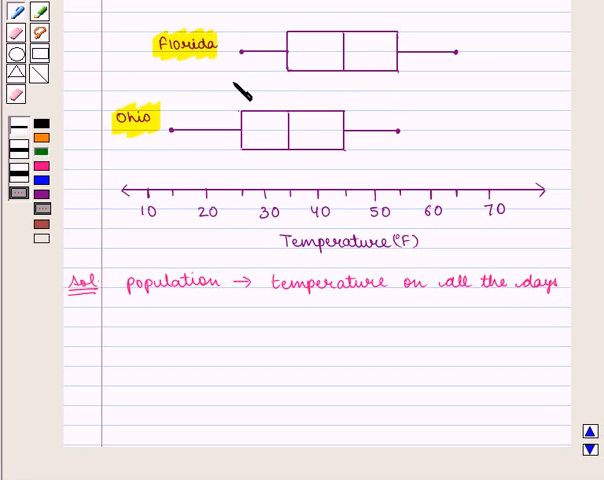 Florida
Ohio
10 20 30 40 50 60 70
Temperature (°F)
Sol: population → temperature on all the days